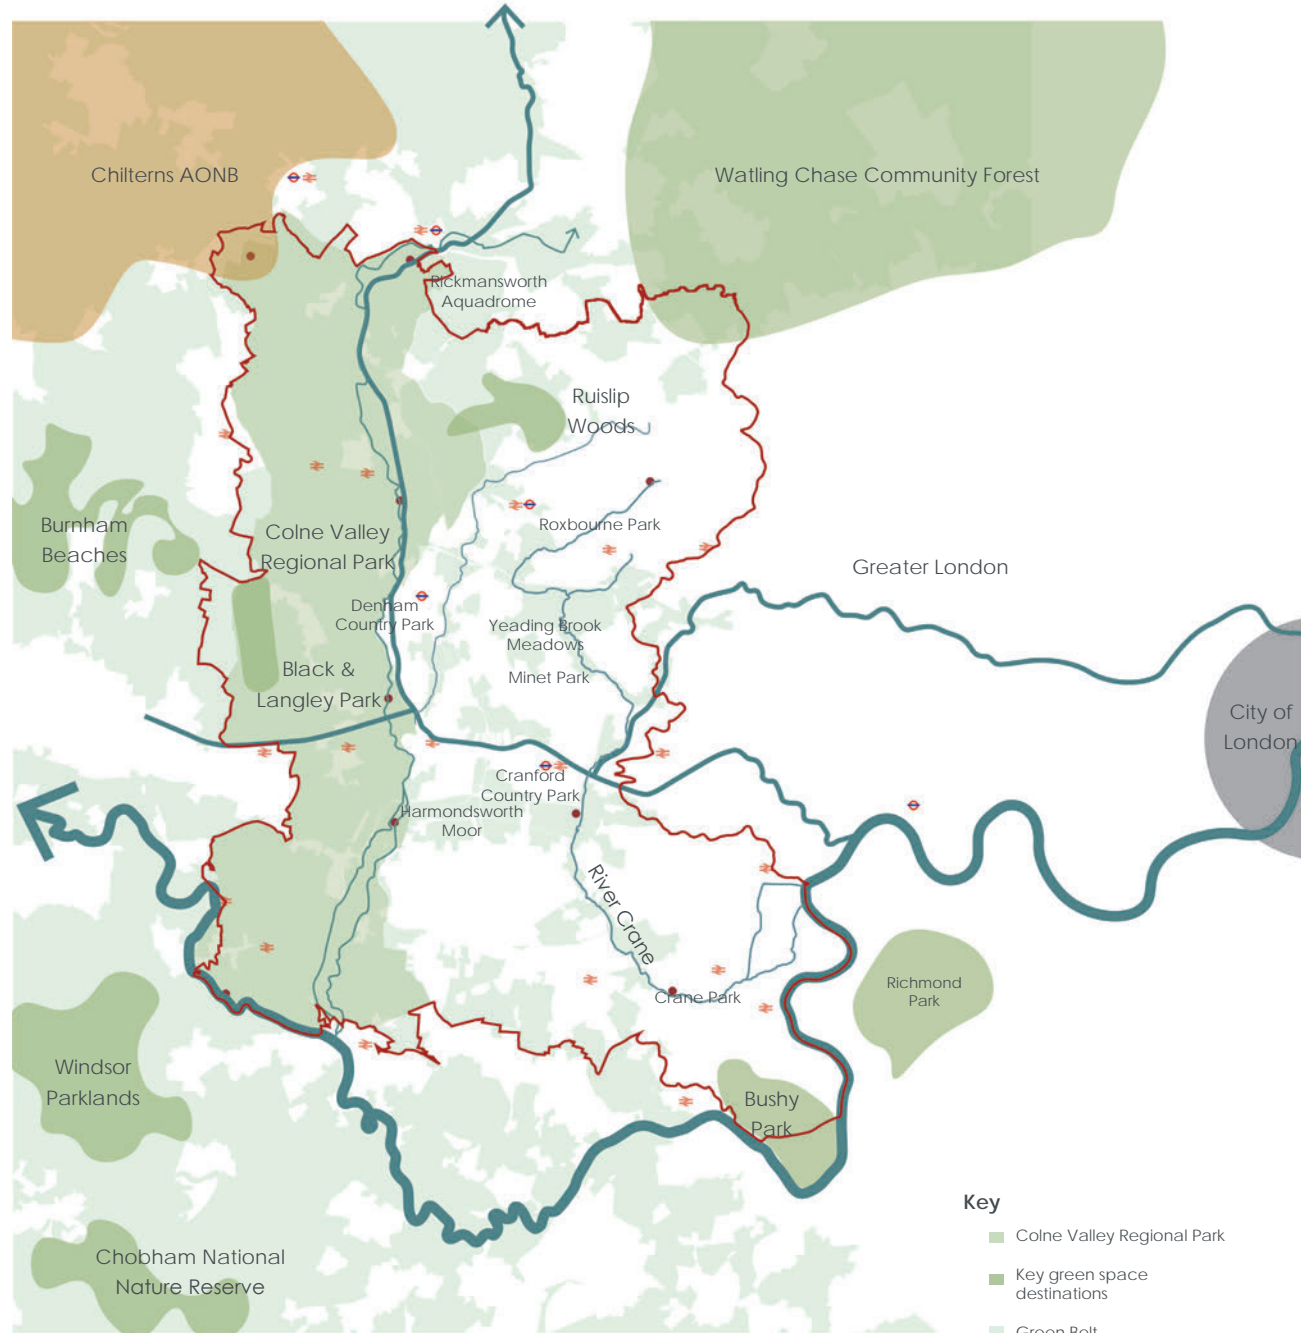 Chilterns AONB
Watling Chase Community Forest
Rickmansworth
Aquadrome
Ruislip
Woods
Burnham
Beaches
Colne Valley
Regional Park
Roxbourne Park
Greater London
Denham
Country Park
Yeading Brook
Meadows
Minet Park
Black &
Langley Park
City of
London
Cranford
Country Park
Harmondsworth
Moor
River Crane
Crane Park
Richmond
Park
Windsor
Parklands
Bushy
Park
Chobham National
Nature Reserve
Key
Colne Valley Regional Park
Key green space
destinations
Green Belt